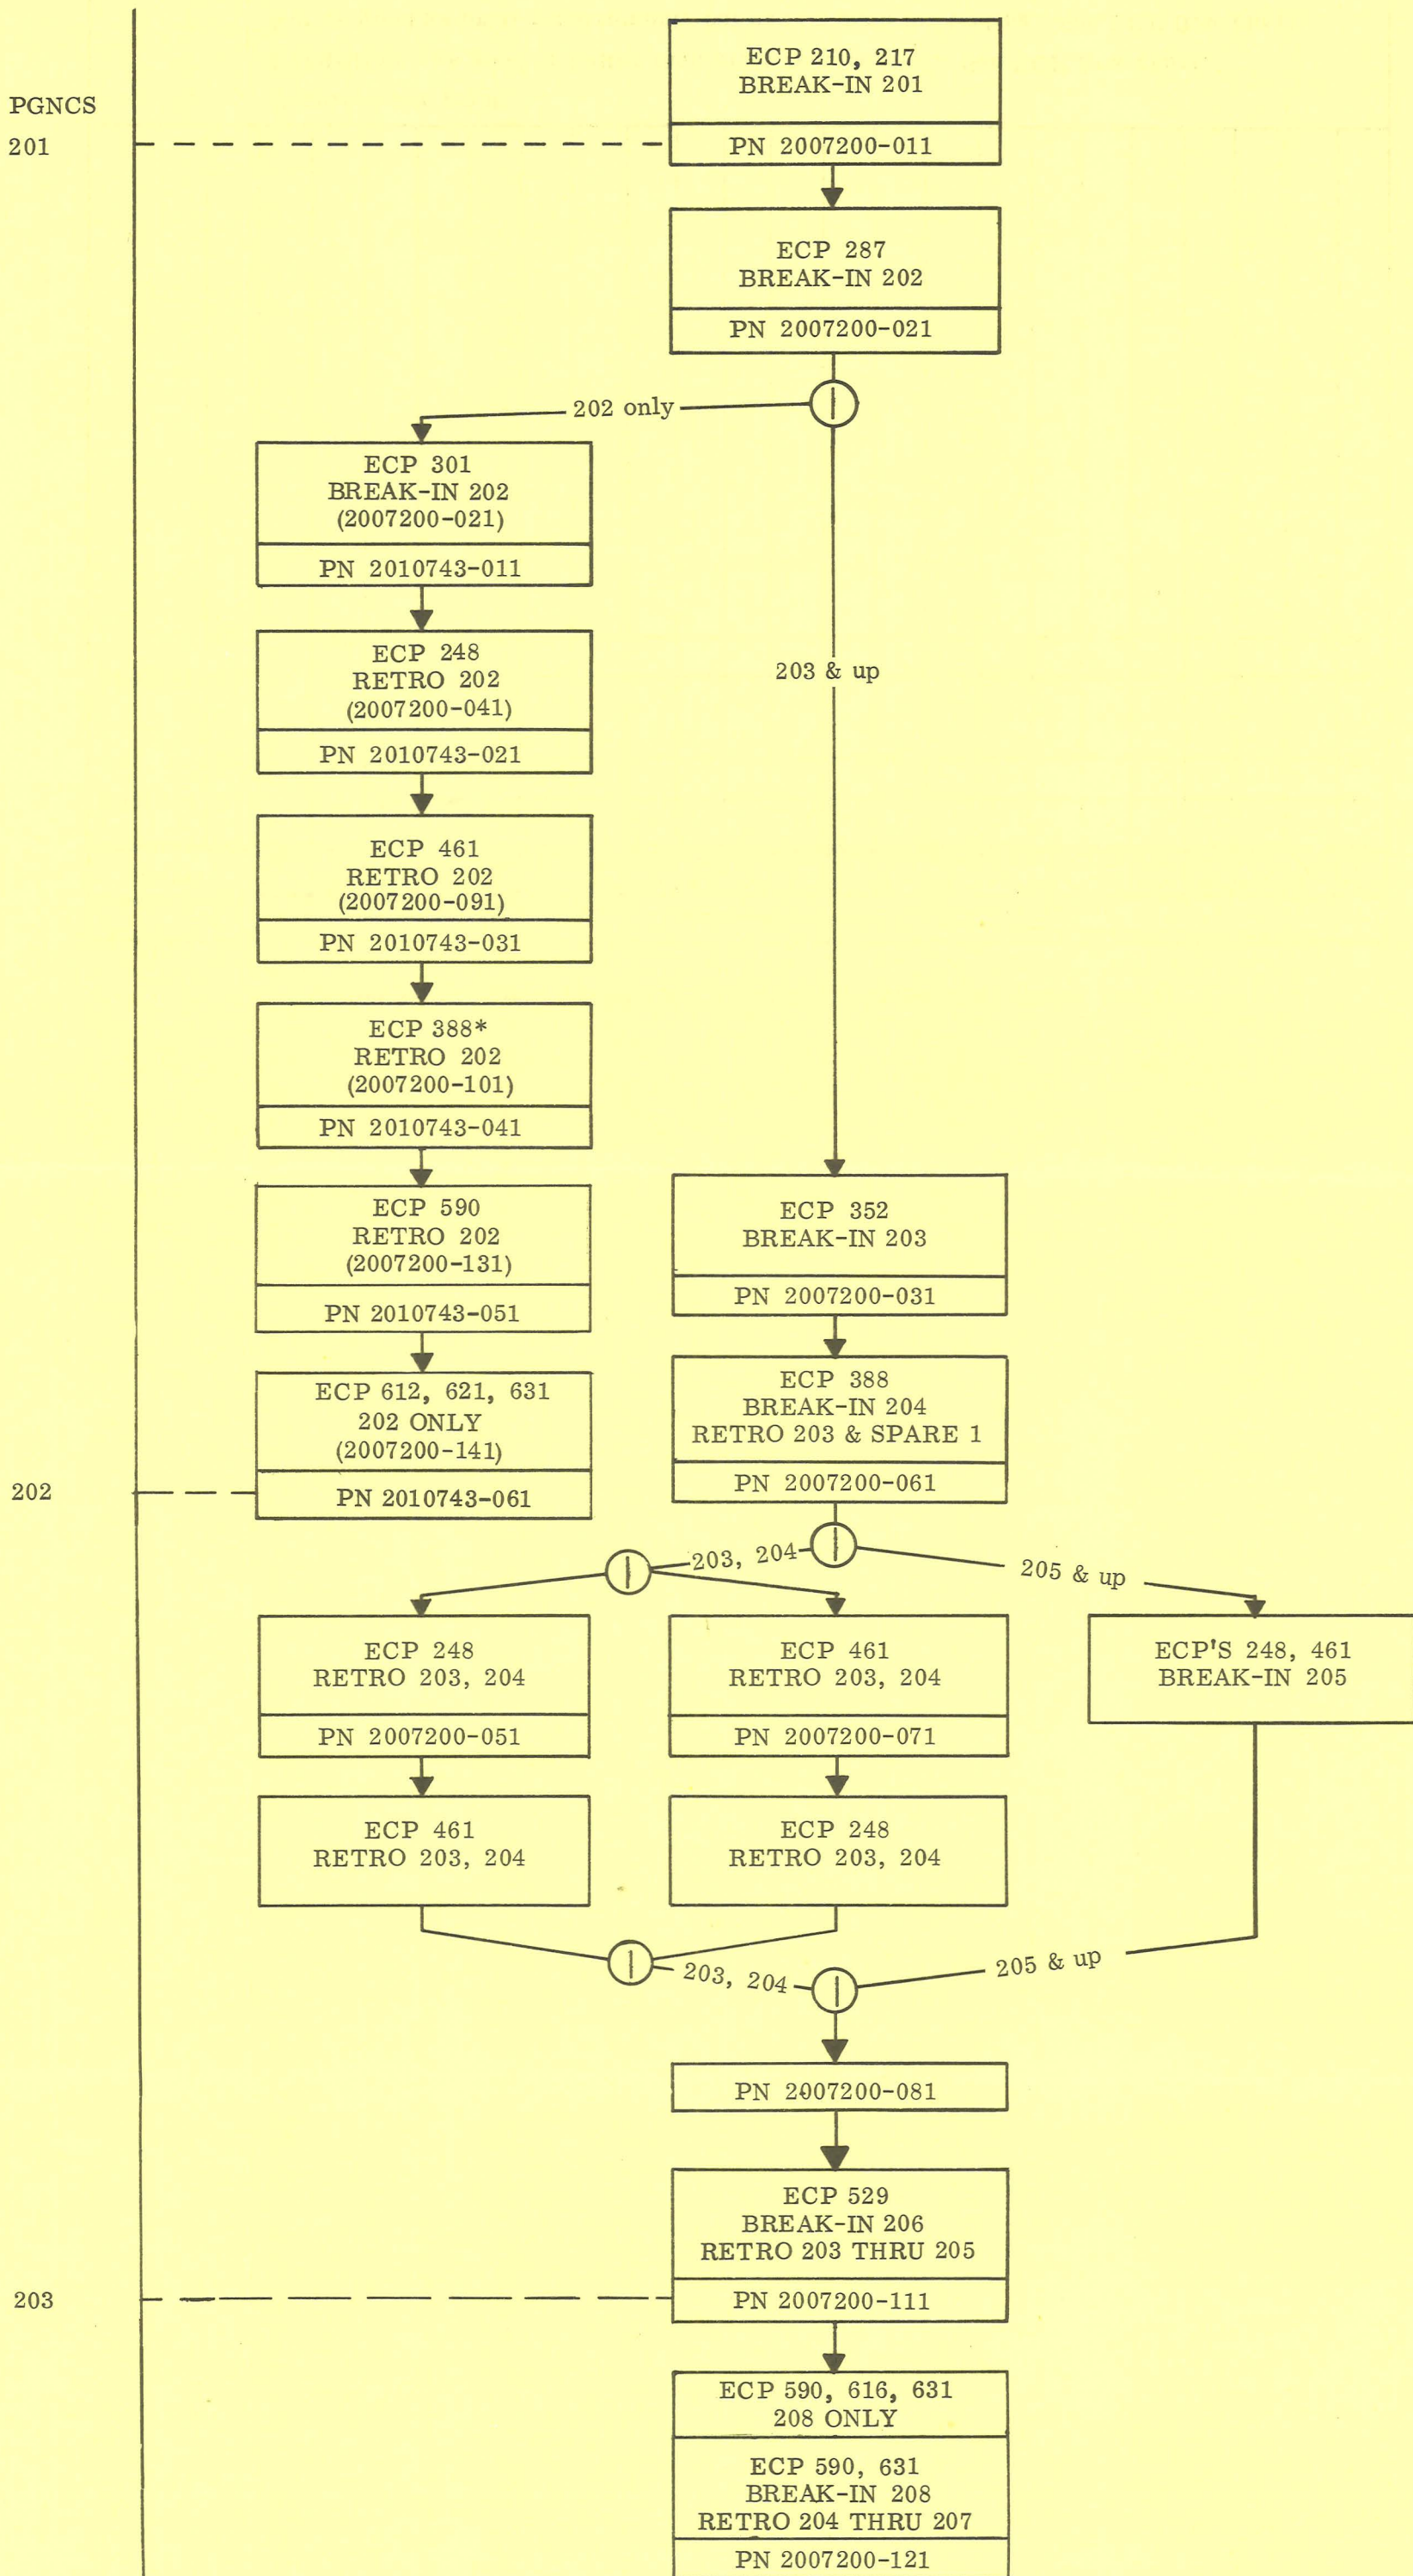 PGNCS
201
ECP 210, 217
BREAK-IN 201
PN 2007200-011
ECP 287
BREAK-IN 202
PN 2007200-021
202 only
203 & up
ECP 301
BREAK-IN 202
(2007200-021)
PN 2010743-011
ECP 248
RETRO 202
(2007200-041)
PN 2010743-021
ECP 461
RETRO 202
(2007200-091)
PN 2010743-031
ECP 388*
RETRO 202
(2007200-101)
PN 2010743-041
ECP 590
RETRO 202
(2007200-131)
PN 2010743-051
ECP 612, 621, 631
202 ONLY
(2007200-141)
PN 2010743-061
202
ECP 352
BREAK-IN 203
PN 2007200-031
ECP 388
BREAK-IN 204
RETRO 203 & SPARE 1
PN 2007200-061
203, 204
205 & up
ECP 248
RETRO 203, 204
PN 2007200-051
ECP 461
RETRO 203, 204
ECP 461
RETRO 203, 204
PN 2007200-071
ECP 248
RETRO 203, 204
ECP'S 248, 461
BREAK-IN 205
203, 204
205 & up
PN 2007200-081
ECP 529
BREAK-IN 206
RETRO 203 THRU 205
PN 2007200-111
203
ECP 590, 616, 631
208 ONLY
ECP 590, 631
BREAK-IN 208
RETRO 204 THRU 207
PN 2007200-121